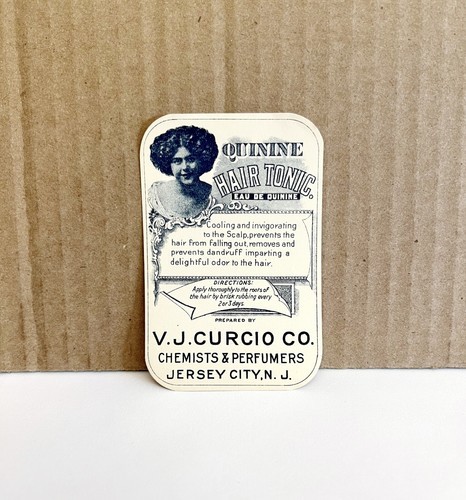 QUININE
HAIR TONIC.
EAU DE QUININE
Cooling and invigorating
to the Scalp, prevents the
hair from falling out, removes and
prevents dandruff imparting a
delightful odor to the hair.
DIRECTIONS:
Apply thoroughly to the roots of
the hair by brisk rubbing every
2 or 3 days.
PREPARED BY
V.J. CURCIO CO.
CHEMISTS & PERFUMERS
JERSEY CITY, N. J.